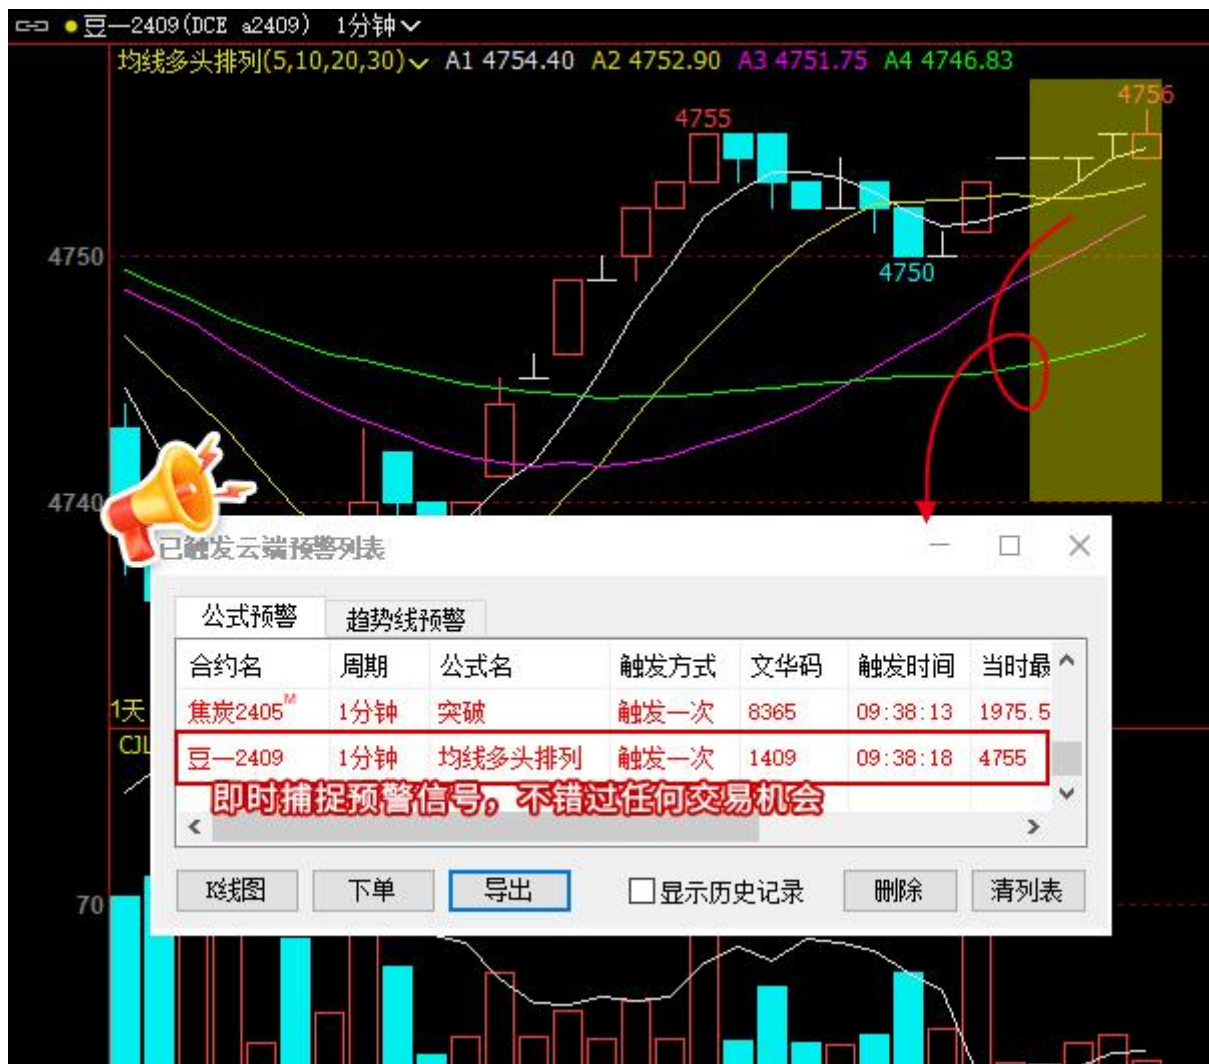 豆一2409(DCE a2409) 1分钟
均线多头排列(5,10,20,30) A1 4754.40 A2 4752.90 A3 4751.75 A4 4746.83
4756
4755
4750
4750
4740
已触发云端预警列表
公式预警 趋势线预警
合约名 周期 公式名 触发方式 文华码 触发时间 当时最
焦炭2405M 1分钟 突破 触发一次 8365 09:38:13 1975.5
豆一2409 1分钟 均线多头排列 触发一次 1409 09:38:18 4755
即时捕捉预警信号，不错过任何交易机会
K线图 下单 导出 显示历史记录 删除 清列表
1天
CJL
70